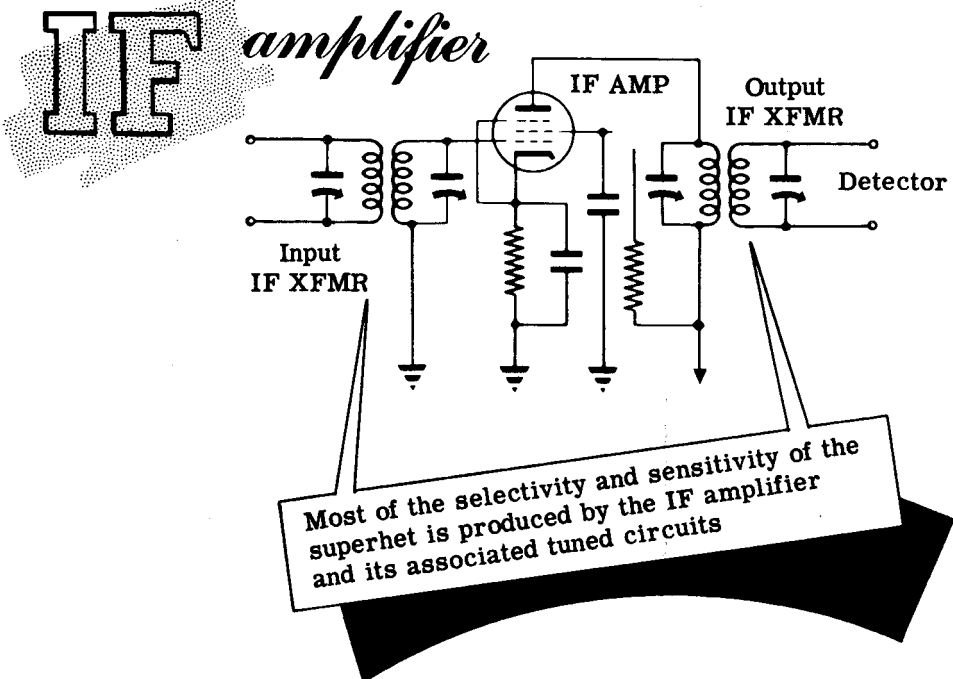 IF amplifier
IF AMP
Output
IF XFMR
Detector
Input
IF XFMR
Most of the selectivity and sensitivity of the
superhet is produced by the IF amplifier
and its associated tuned circuits